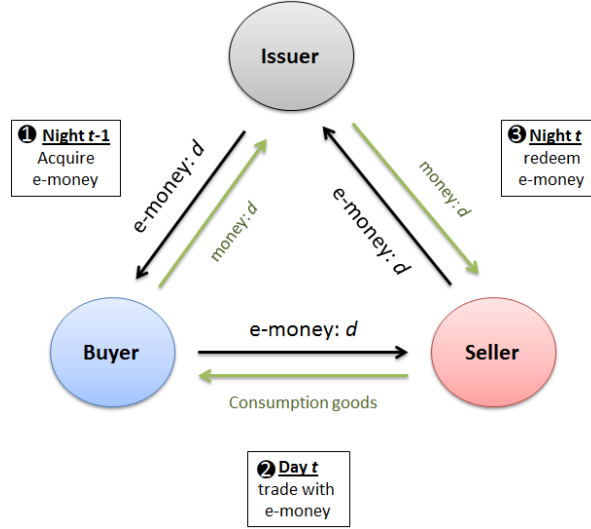 Issuer
❶ Night t-1
Acquire
e-money
❸ Night t
redeem
e-money
e-money: d
money: d
money: d
e-money: d
Buyer
e-money: d
Consumption goods
Seller
❷ Day t
trade with
e-money